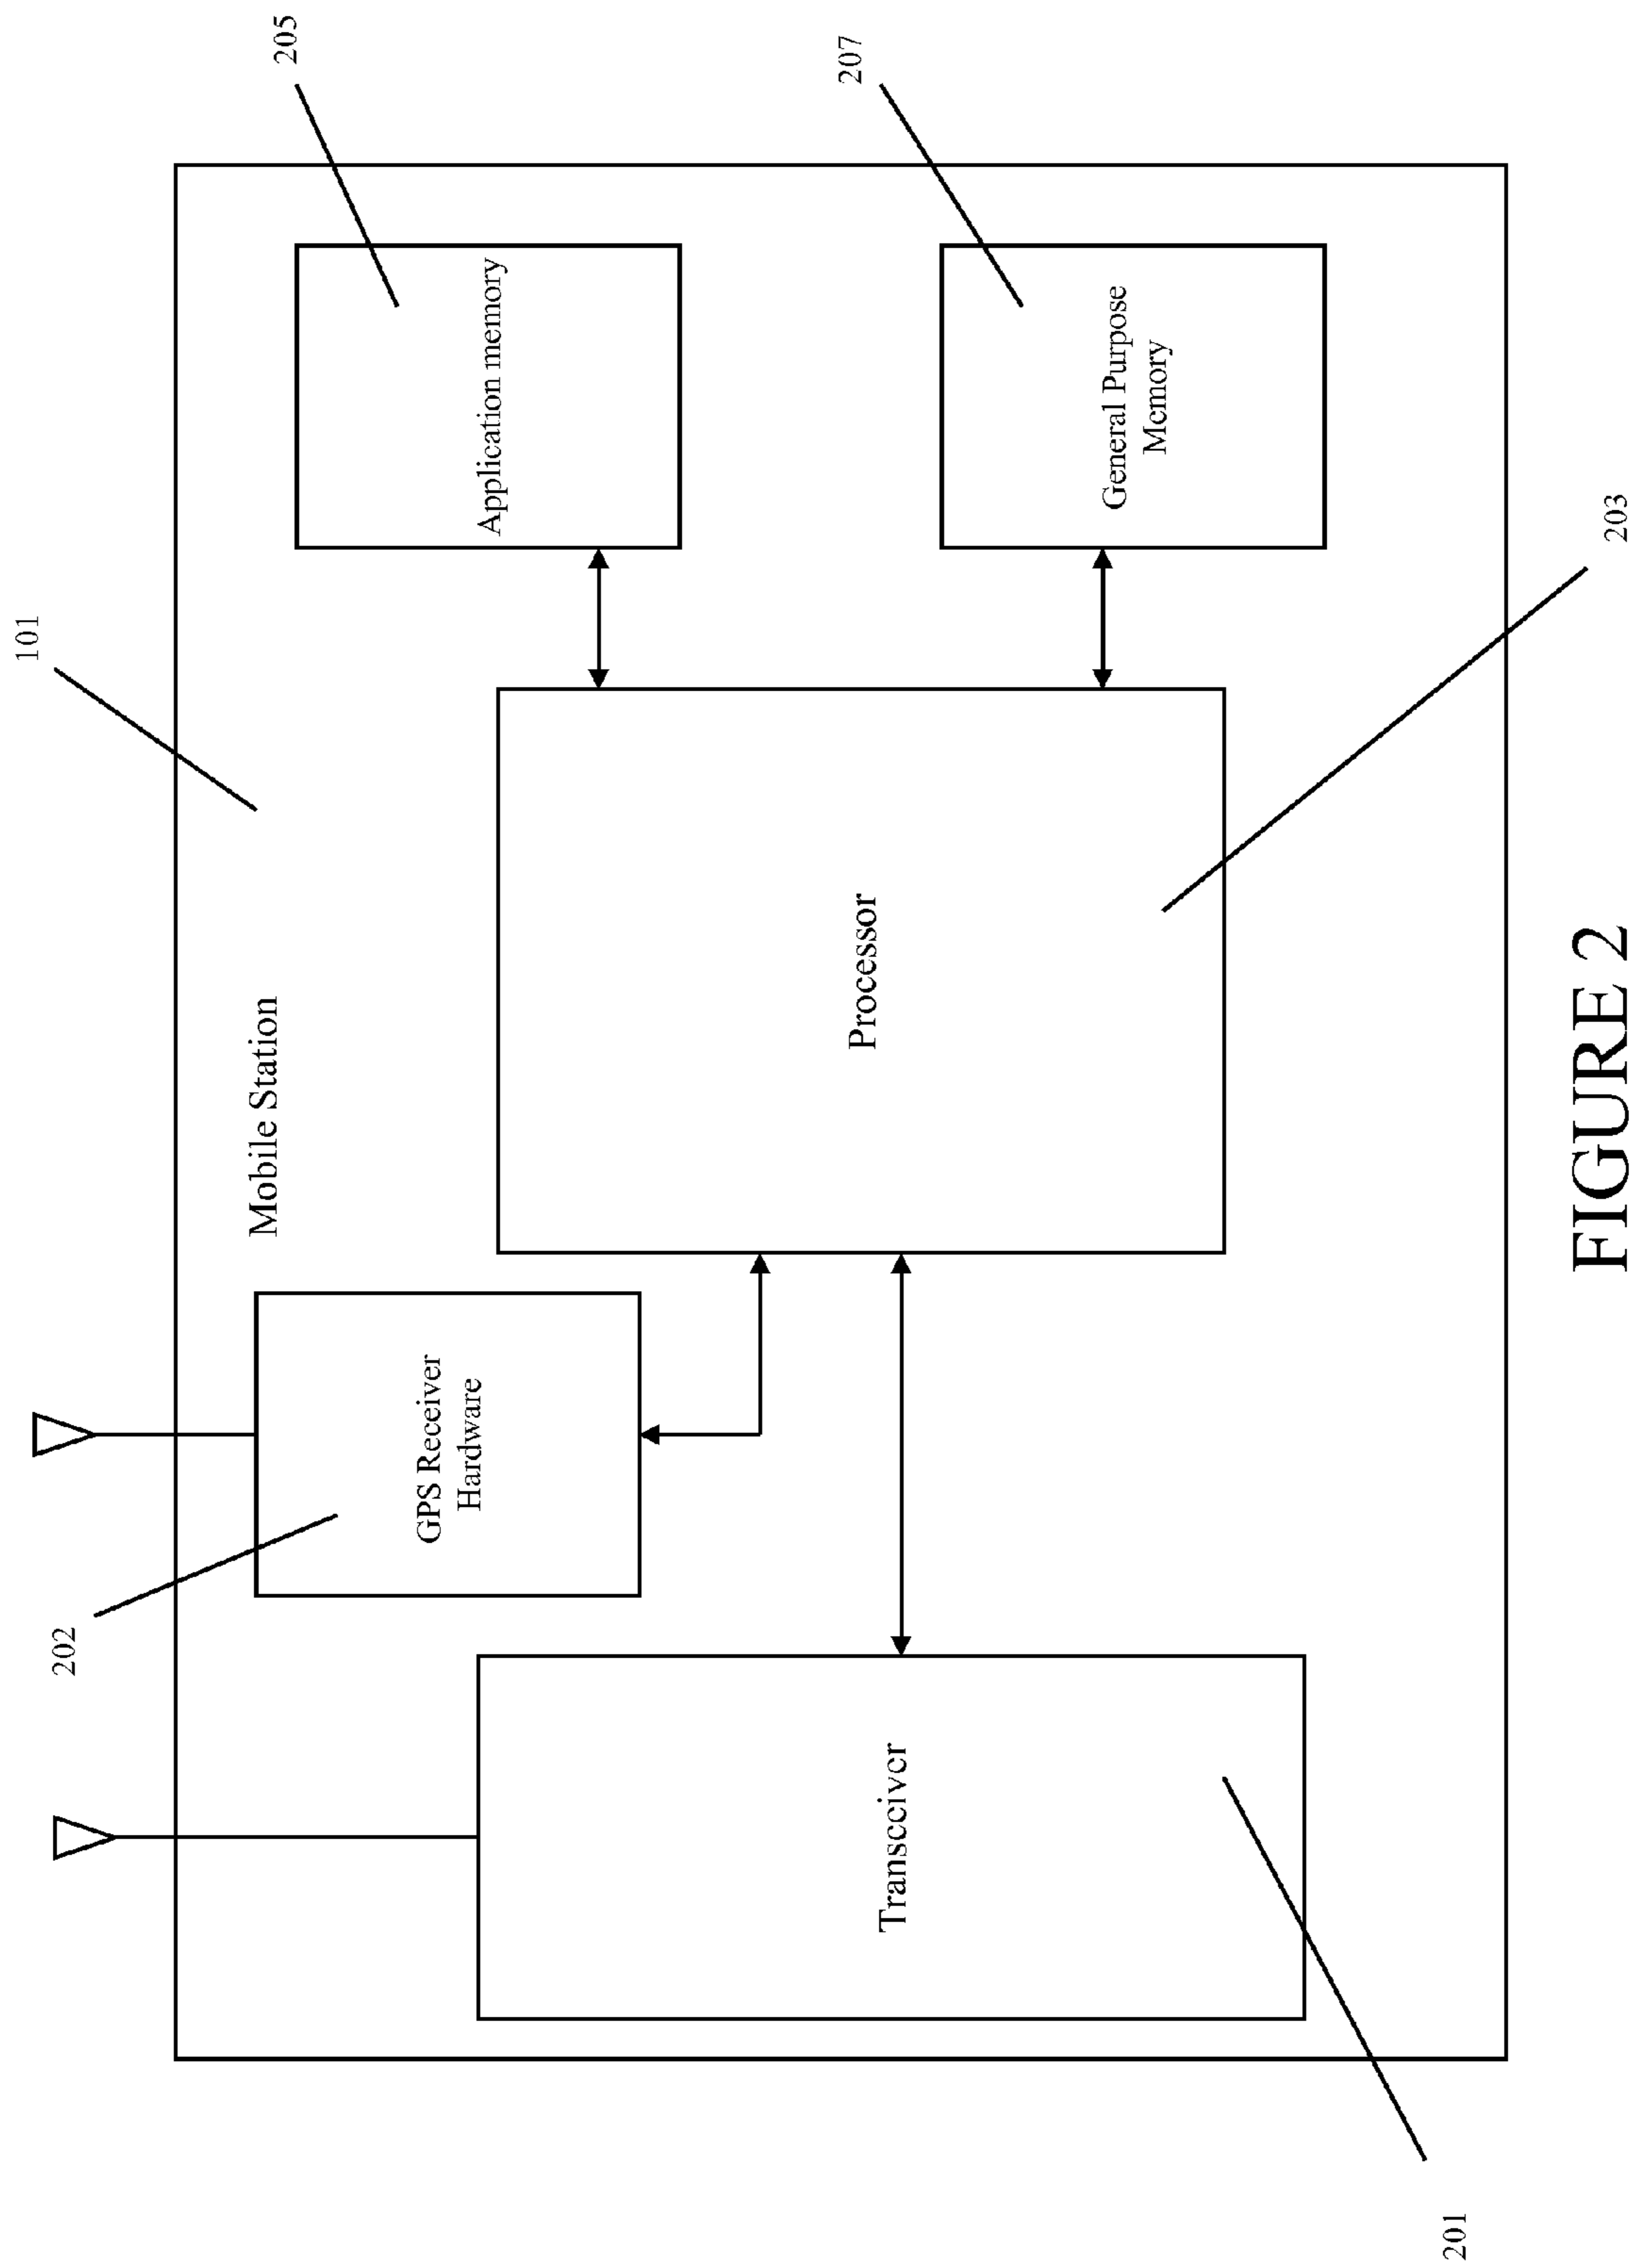 101
205
202
Mobile Station
GPS Receiver
Hardware
Application memory
207
Processor
Transceiver
General Purpose
Memory
201
203
FIGURE 2